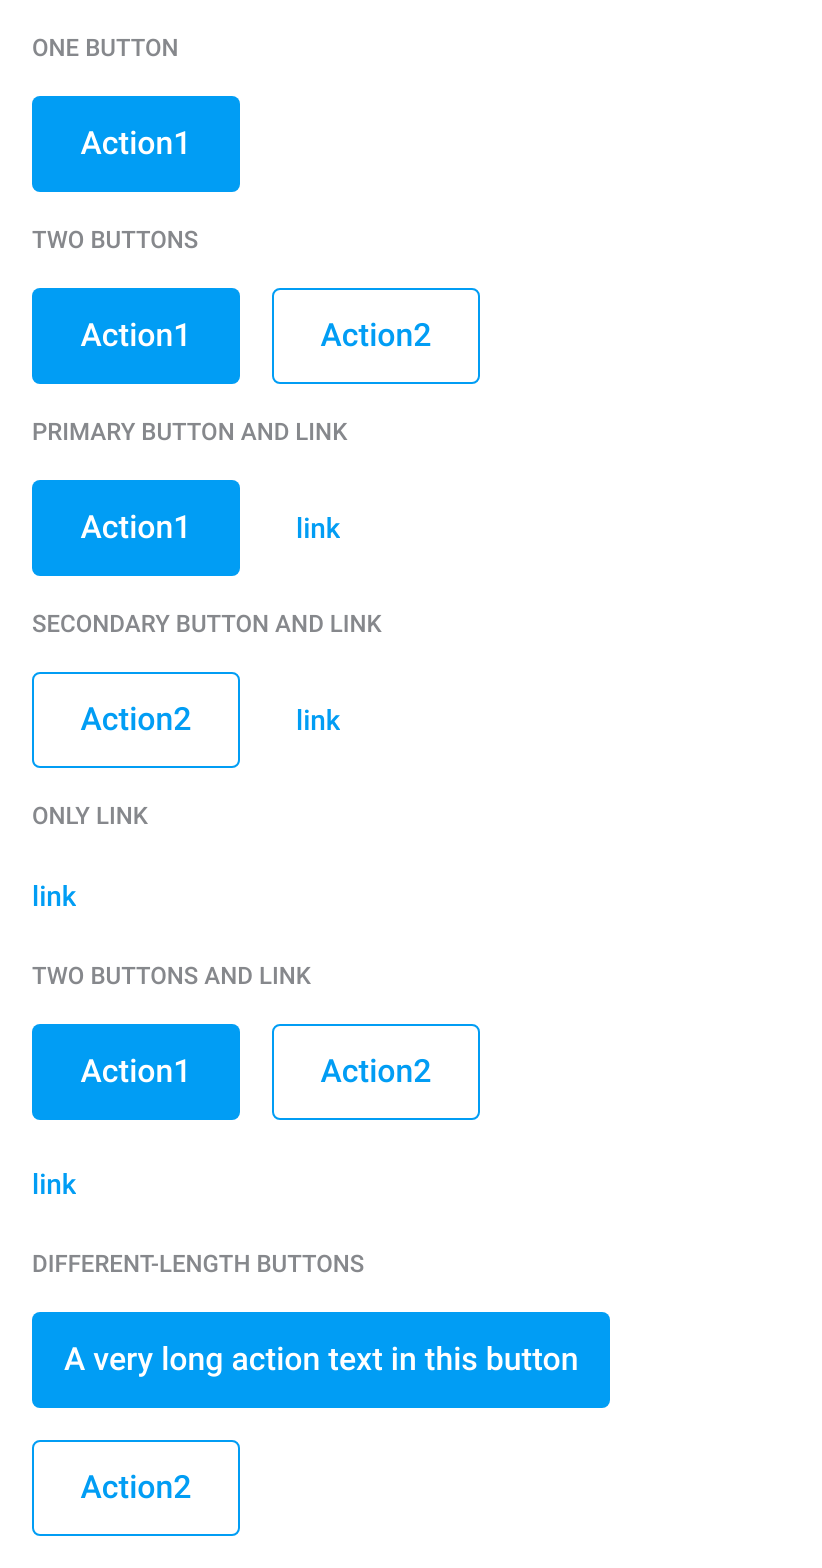 ONE BUTTON
Action1
TWO BUTTONS
Action1 Action2
PRIMARY BUTTON AND LINK
Action1 link
SECONDARY BUTTON AND LINK
Action2 link
ONLY LINK
link
TWO BUTTONS AND LINK
Action1 Action2
link
DIFFERENT-LENGTH BUTTONS
A very long action text in this button
Action2